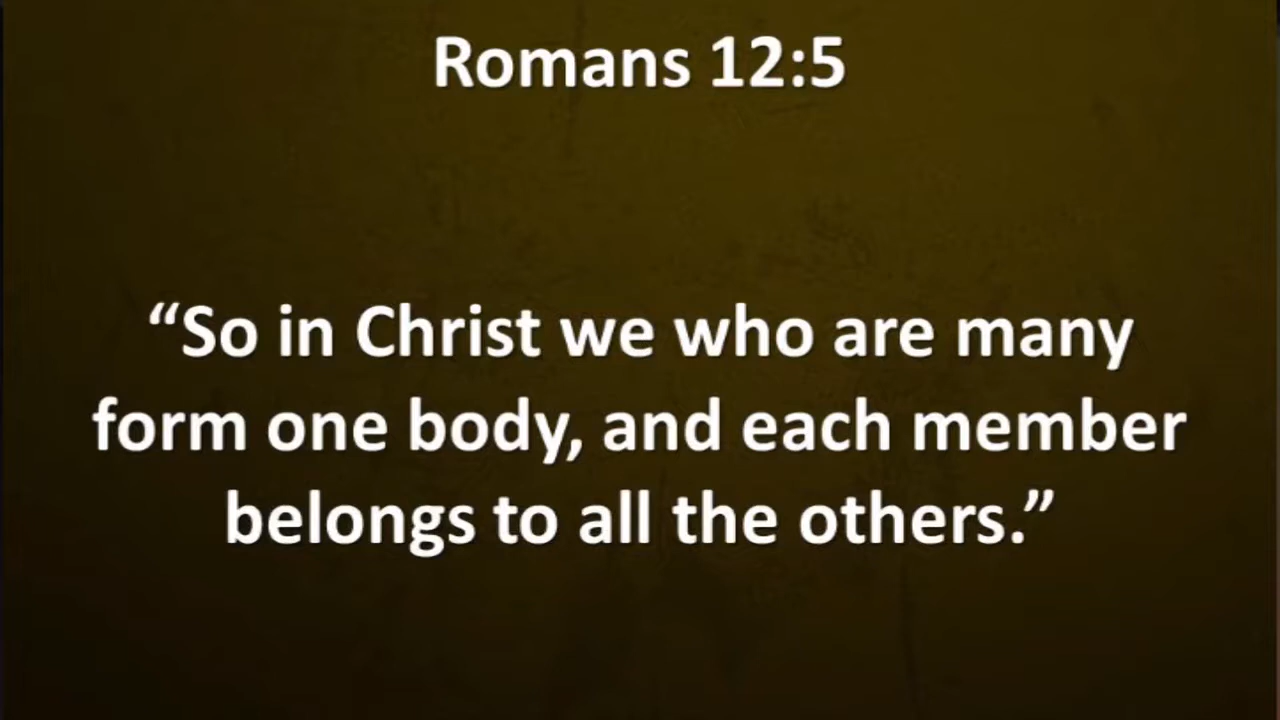 Romans 12:5
“So in Christ we who are many
form one body, and each member
belongs to all the others.”